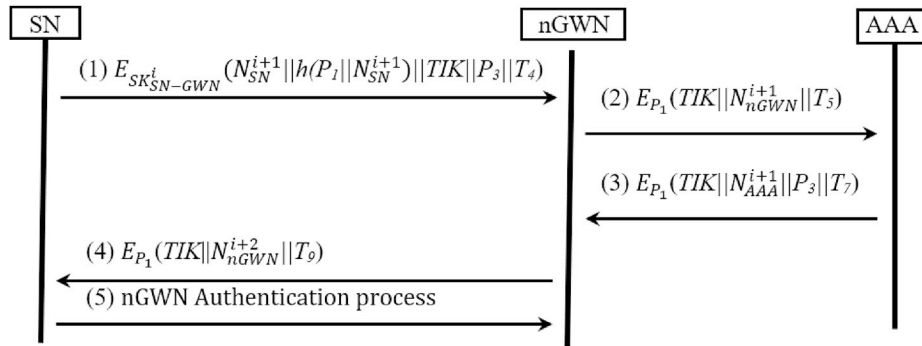 SN nGWN AAA
(1) E_{SK^{i}_{SN-GWN}}(N^{i+1}_{SN}||h(P_1||N^{i+1}_{SN})||TIK||P_3||T_4)
(2) E_{P_1}(TIK||N^{i+1}_{nGWN}||T_5)
(3) E_{P_1}(TIK||N^{i+1}_{AAA}||P_3||T_7)
(4) E_{P_1}(TIK||N^{i+2}_{nGWN}||T_9)
(5) nGWN Authentication process